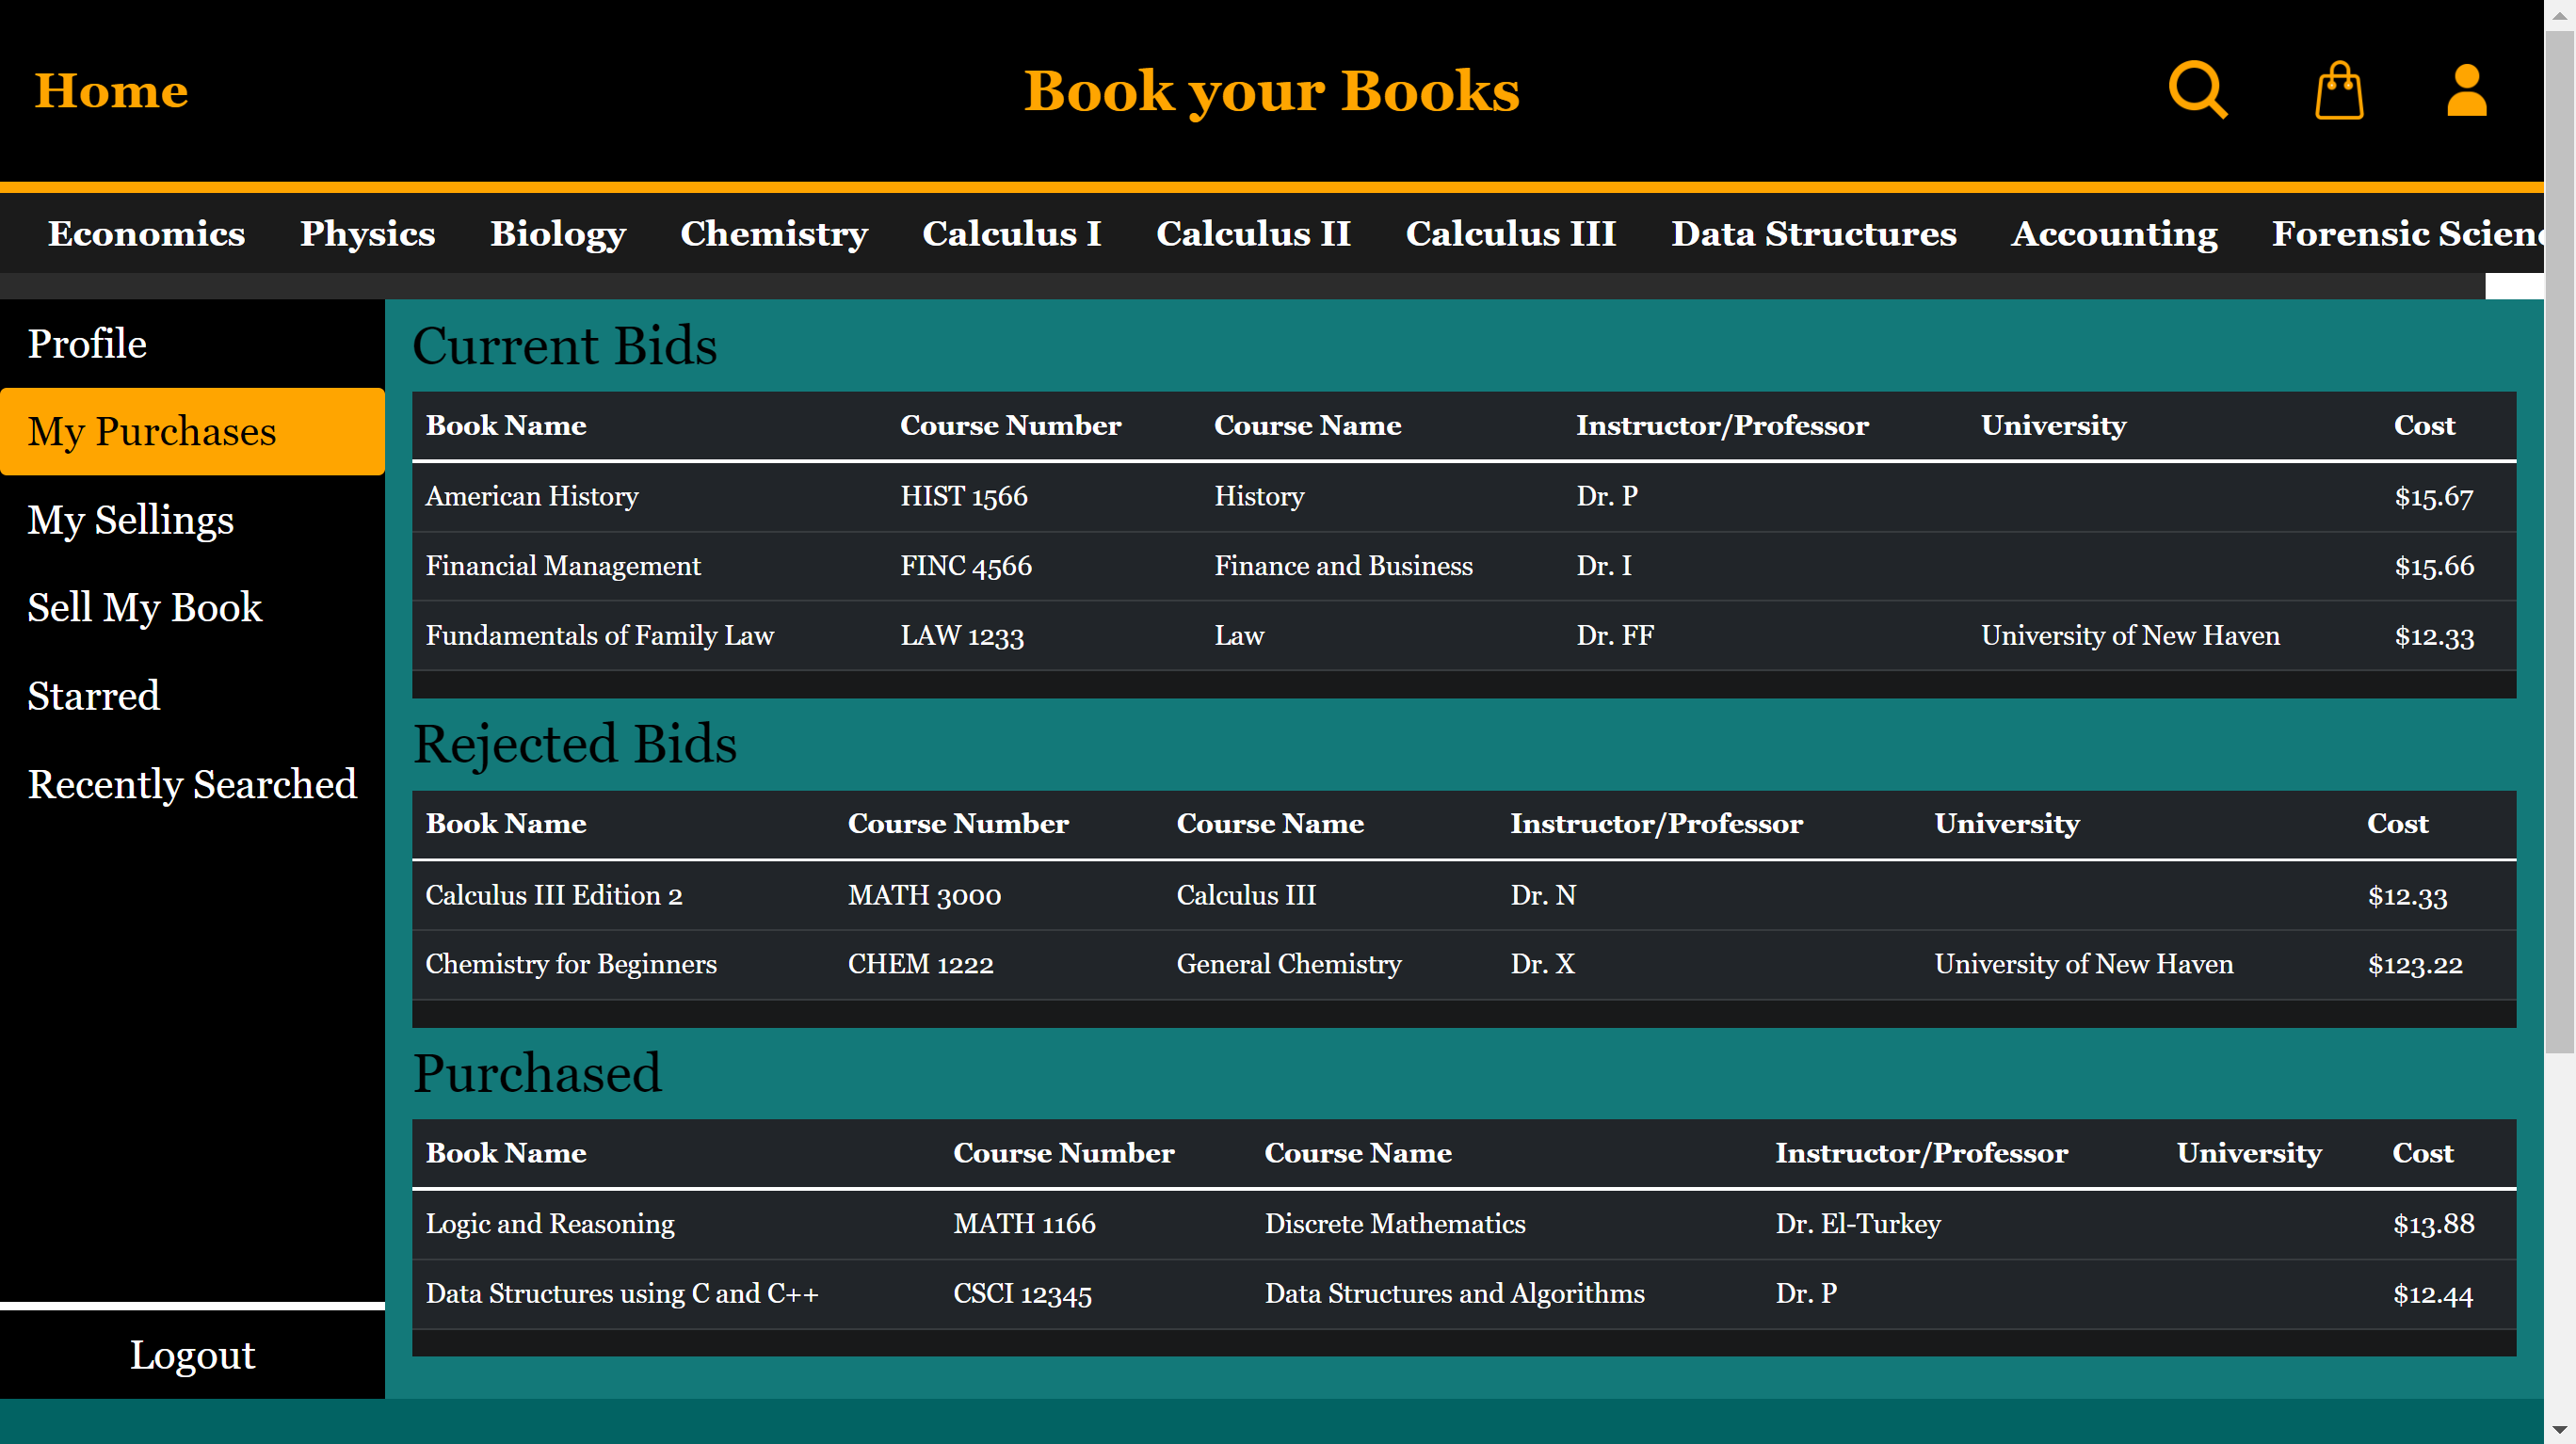 Home Book your Books
Economics Physics Biology Chemistry Calculus I Calculus II Calculus III Data Structures Accounting Forensic
Profile
My Purchases
My Sellings
Sell My Book
Starred
Recently Searched
Logout
Current Bids
Book Name Course Number Course Name Instructor/Professor University Cost
American History HIST 1566 History Dr. P $15.67
Financial Management FINC 4566 Finance and Business Dr. I $15.66
Fundamentals of Family Law LAW 1233 Law Dr. FF University of New Haven $12.33
Rejected Bids
Book Name Course Number Course Name Instructor/Professor University Cost
Calculus III Edition 2 MATH 3000 Calculus III Dr. N $12.33
Chemistry for Beginners CHEM 1222 General Chemistry Dr. X University of New Haven $123.22
Purchased
Book Name Course Number Course Name Instructor/Professor University Cost
Logic and Reasoning MATH 1166 Discrete Mathematics Dr. El-Turkey $13.88
Data Structures using C and C++ CSCI 12345 Data Structures and Algorithms Dr. P $12.44